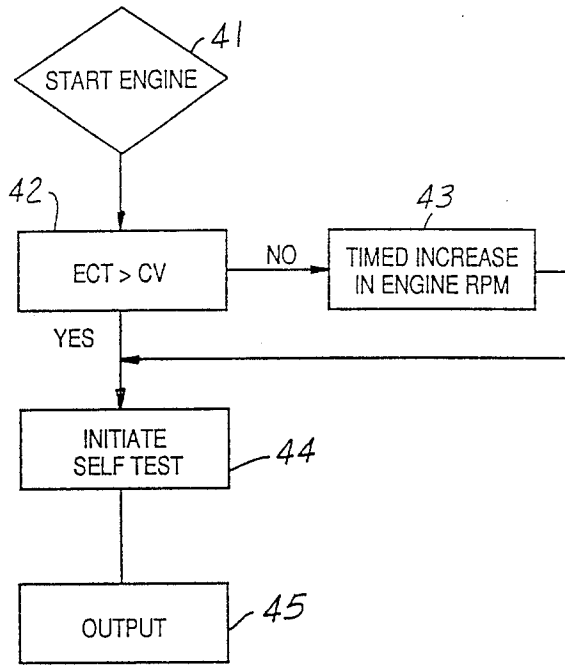 41
START ENGINE
42
43
ECT > CV
NO
TIMED INCREASE
IN ENGINE RPM
YES
INITIATE
SELF TEST
44
OUTPUT
45